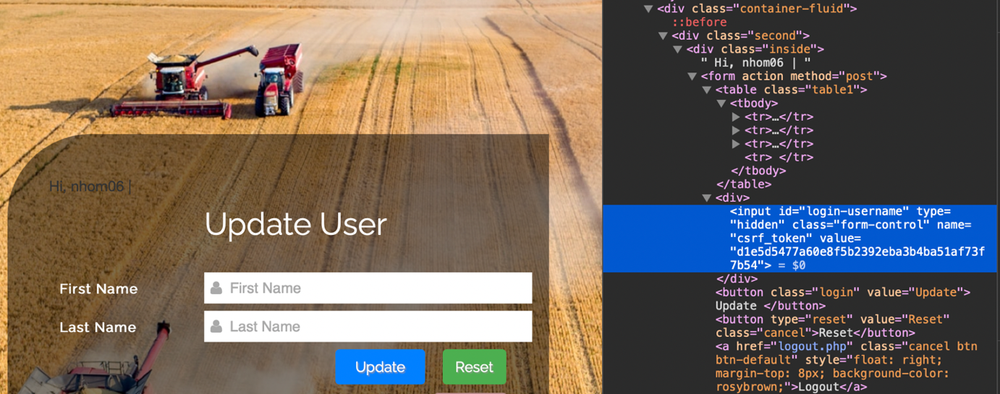 Hi, nhom06 |
Update User
First Name
First Name
Last Name
Last Name
Update
Reset
<div class="container-fluid">
::before
<div class="second">
<div class="inside">
" Hi, nhom06 | "
<form action method="post">
<table class="table1">
<tbody>
<tr>…</tr>
<tr>…</tr>
<tr>…</tr>
<tr> </tr>
</tbody>
</table>
<div>
<input id="login-username" type=
"hidden" class="form-control" name=
"csrf_token" value=
"d1e5d5477a60e8f5b2392eba3b4ba51af73f
7b54"> = $0
</div>
<button class="login" value="Update">
Update </button>
<button type="reset" value="Reset"
class="cancel">Reset</button>
<a href="logout.php" class="cancel btn
btn-default" style="float: right;
margin-top: 8px; background-color:
rosybrown;">Logout</a>